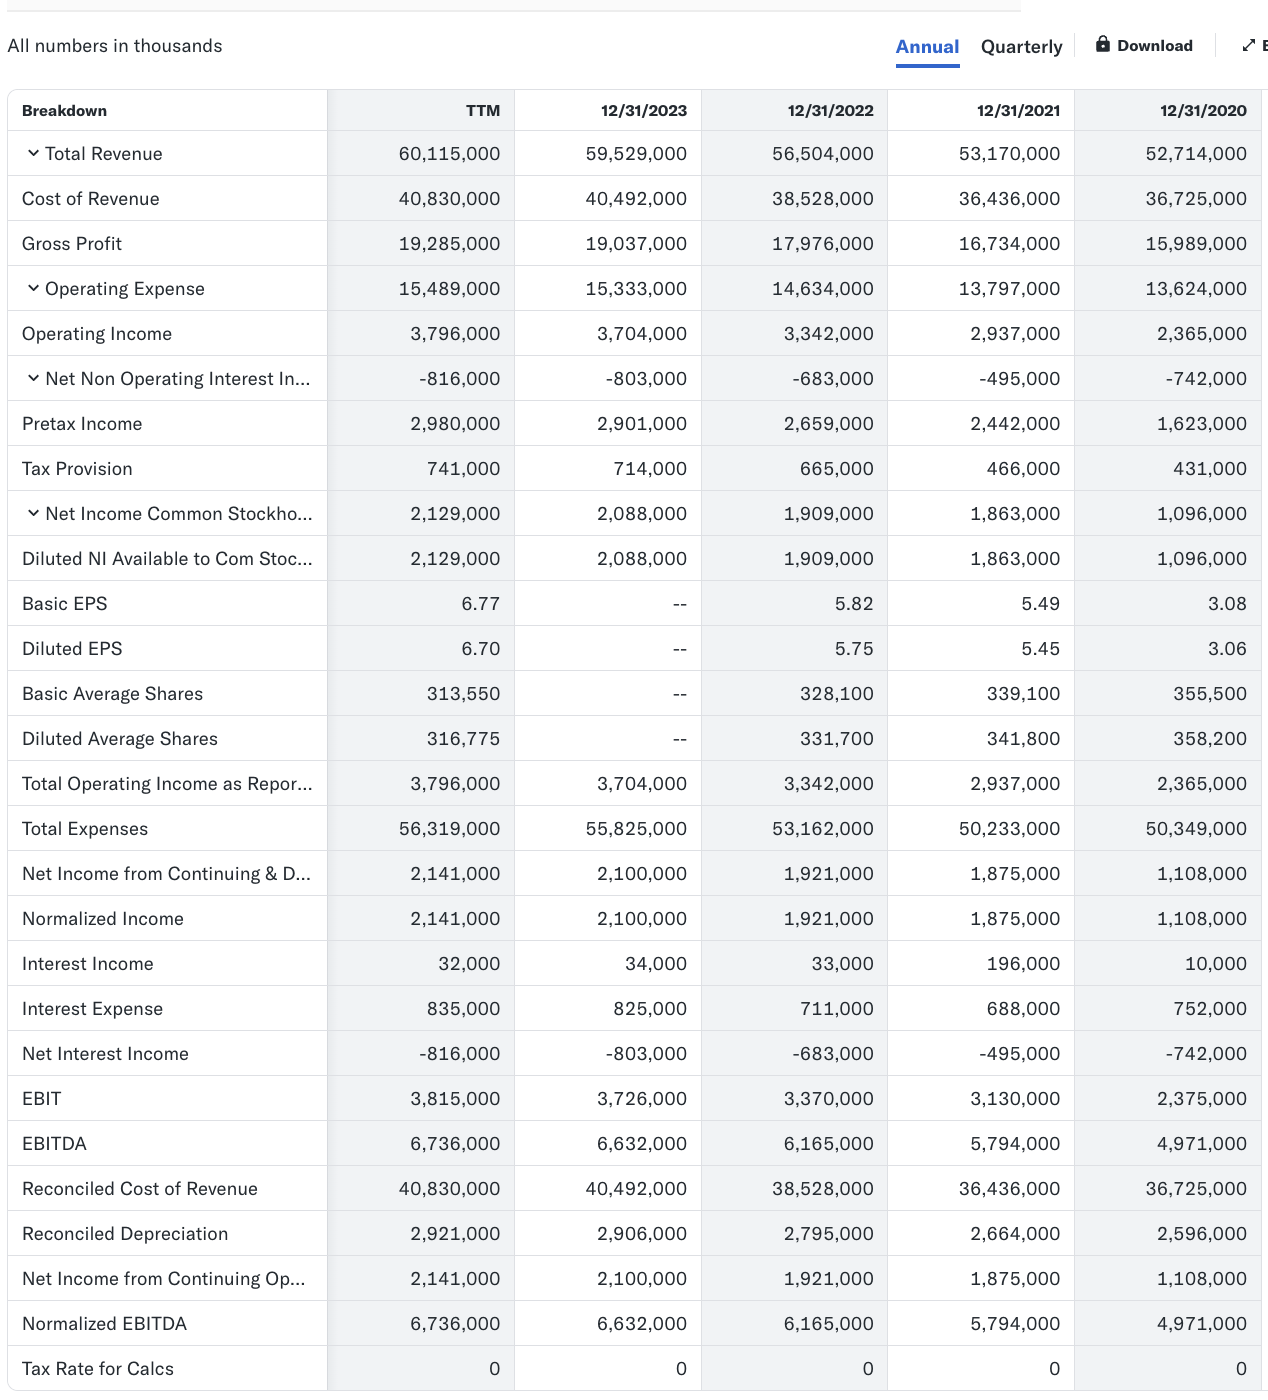 All numbers in thousands Annual Quarterly Download E
Breakdown TTM 12/31/2023 12/31/2022 12/31/2021 12/31/2020
Total Revenue 60,115,000 59,529,000 56,504,000 53,170,000 52,714,000
Cost of Revenue 40,830,000 40,492,000 38,528,000 36,436,000 36,725,000
Gross Profit 19,285,000 19,037,000 17,976,000 16,734,000 15,989,000
Operating Expense 15,489,000 15,333,000 14,634,000 13,797,000 13,624,000
Operating Income 3,796,000 3,704,000 3,342,000 2,937,000 2,365,000
Net Non Operating Interest In... -816,000 -803,000 -683,000 -495,000 -742,000
Pretax Income 2,980,000 2,901,000 2,659,000 2,442,000 1,623,000
Tax Provision 741,000 714,000 665,000 466,000 431,000
Net Income Common Stockho... 2,129,000 2,088,000 1,909,000 1,863,000 1,096,000
Diluted NI Available to Com Stoc... 2,129,000 2,088,000 1,909,000 1,863,000 1,096,000
Basic EPS 6.77 -- 5.82 5.49 3.08
Diluted EPS 6.70 -- 5.75 5.45 3.06
Basic Average Shares 313,550 -- 328,100 339,100 355,500
Diluted Average Shares 316,775 -- 331,700 341,800 358,200
Total Operating Income as Repor... 3,796,000 3,704,000 3,342,000 2,937,000 2,365,000
Total Expenses 56,319,000 55,825,000 53,162,000 50,233,000 50,349,000
Net Income from Continuing & D... 2,141,000 2,100,000 1,921,000 1,875,000 1,108,000
Normalized Income 2,141,000 2,100,000 1,921,000 1,875,000 1,108,000
Interest Income 32,000 34,000 33,000 196,000 10,000
Interest Expense 835,000 825,000 711,000 688,000 752,000
Net Interest Income -816,000 -803,000 -683,000 -495,000 -742,000
EBIT 3,815,000 3,726,000 3,370,000 3,130,000 2,375,000
EBITDA 6,736,000 6,632,000 6,165,000 5,794,000 4,971,000
Reconciled Cost of Revenue 40,830,000 40,492,000 38,528,000 36,436,000 36,725,000
Reconciled Depreciation 2,921,000 2,906,000 2,795,000 2,664,000 2,596,000
Net Income from Continuing Op... 2,141,000 2,100,000 1,921,000 1,875,000 1,108,000
Normalized EBITDA 6,736,000 6,632,000 6,165,000 5,794,000 4,971,000
Tax Rate for Calcs 0 0 0 0 0